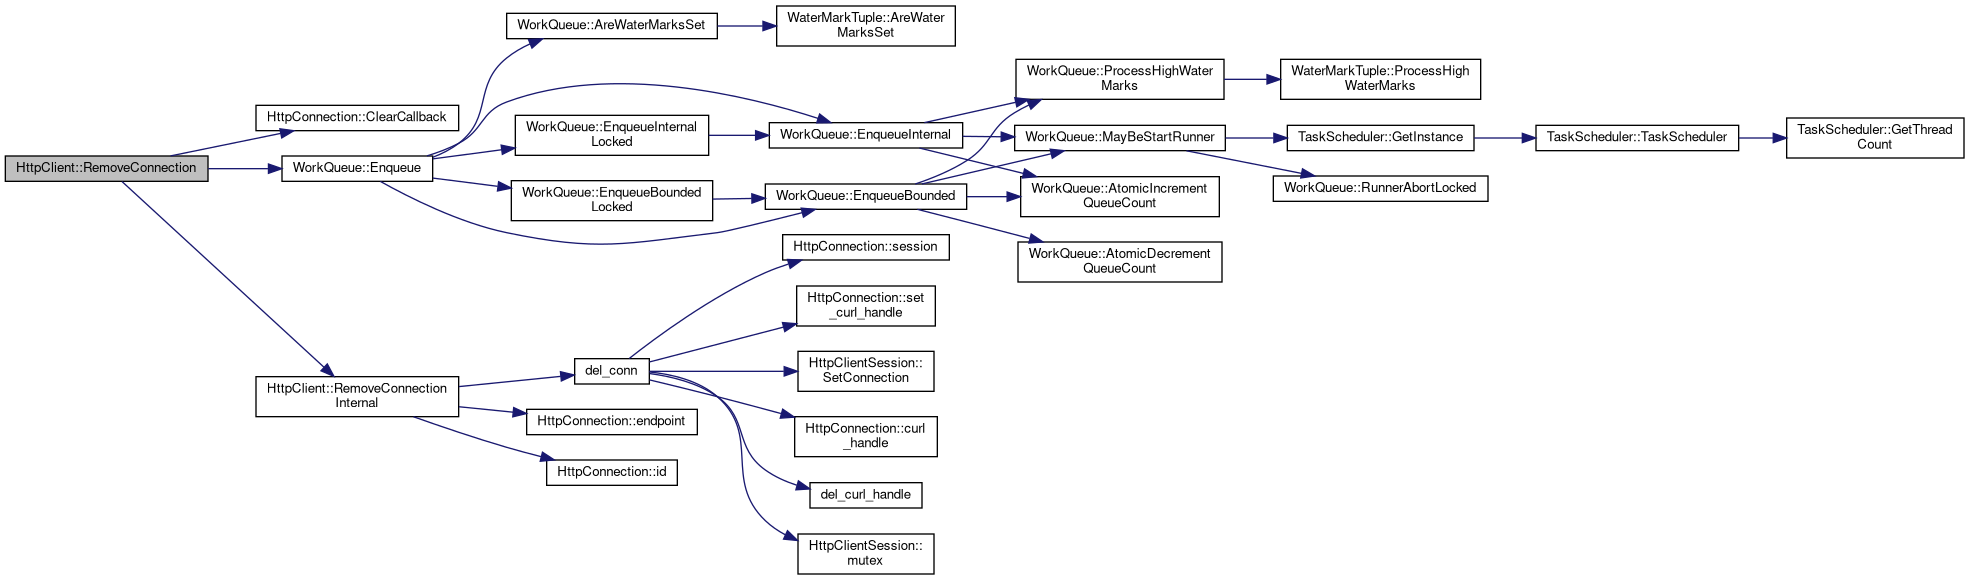 HttpClient::RemoveConnection
HttpConnection::ClearCallback
WorkQueue::Enqueue
HttpClient::RemoveConnection
Internal
WorkQueue::AreWaterMarksSet
WorkQueue::EnqueueInternal
Locked
WorkQueue::EnqueueBounded
Locked
del_conn
HttpConnection::endpoint
HttpConnection::id
WaterMarkTuple::AreWater
MarksSet
WorkQueue::EnqueueInternal
WorkQueue::EnqueueBounded
HttpConnection::session
HttpConnection::set
_curl_handle
HttpClientSession::
SetConnection
HttpConnection::curl
_handle
del_curl_handle
HttpClientSession::
mutex
WorkQueue::ProcessHighWater
Marks
WorkQueue::MayBeStartRunner
WorkQueue::AtomicIncrement
QueueCount
WorkQueue::AtomicDecrement
QueueCount
WaterMarkTuple::ProcessHigh
WaterMarks
TaskScheduler::GetInstance
WorkQueue::RunnerAbortLocked
TaskScheduler::TaskScheduler
TaskScheduler::GetThread
Count